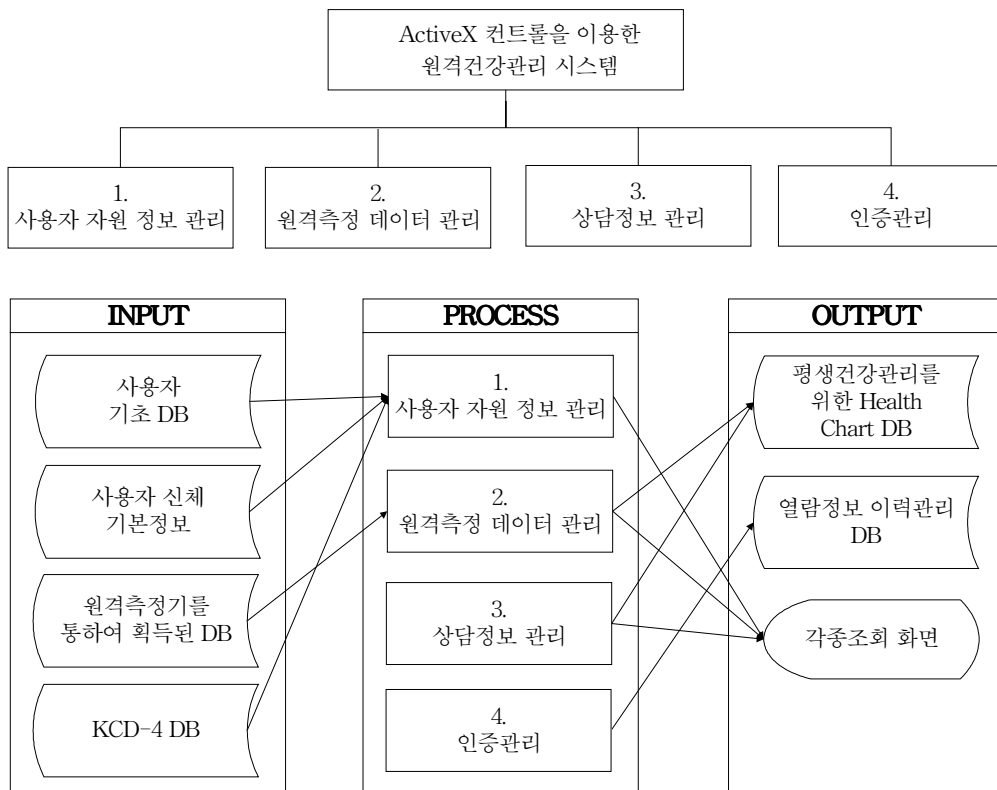 ActiveX 컨트롤을 이용한
원격건강관리 시스템
1.
사용자 자원 정보 관리
2.
원격측정 데이터 관리
3.
상담정보 관리
4.
인증관리
INPUT
사용자
기초 DB
사용자 신체
기본정보
원격측정기를
통하여 획득된 DB
KCD-4 DB
PROCESS
1.
사용자 자원 정보 관리
2.
원격측정 데이터 관리
3.
상담정보 관리
4.
인증관리
OUTPUT
평생건강관리를
위한 Health
Chart DB
열람정보 이력관리
DB
각종조회 화면